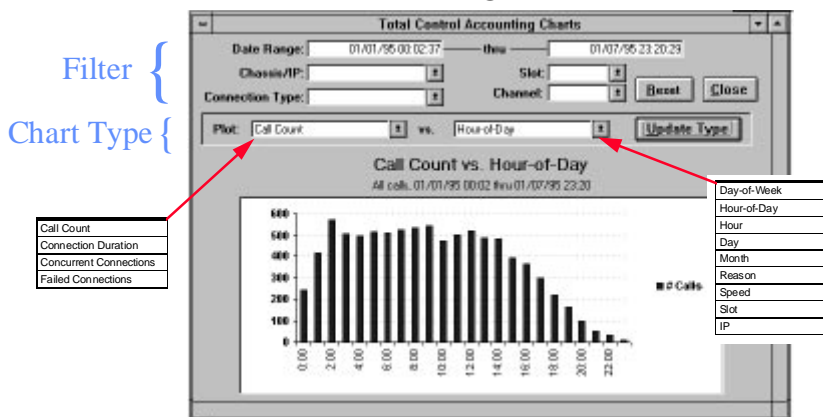 Total Control Accounting Charts
Filter {
Date Range: 01/01/95 00:02:37 thru 01/07/95 23:20:29
Chassis/IP: Slot:
Connection Type: Channel: Reset Close
Chart Type {
Plot: Call Count vs. Hour-of-Day Update Type
Call Count vs. Hour-of-Day
All calls, 01/01/95 00:02 thru 01/07/95 23:20
Call Count
Connection Duration
Concurrent Connections
Failed Connections
Day-of-Week
Hour-of-Day
Hour
Day
Month
Reason
Speed
Slot
IP
600
500
400
300
200
100
0
# Calls
0:00 2:00 4:00 6:00 8:00 10:00 12:00 14:00 16:00 18:00 20:00 22:00